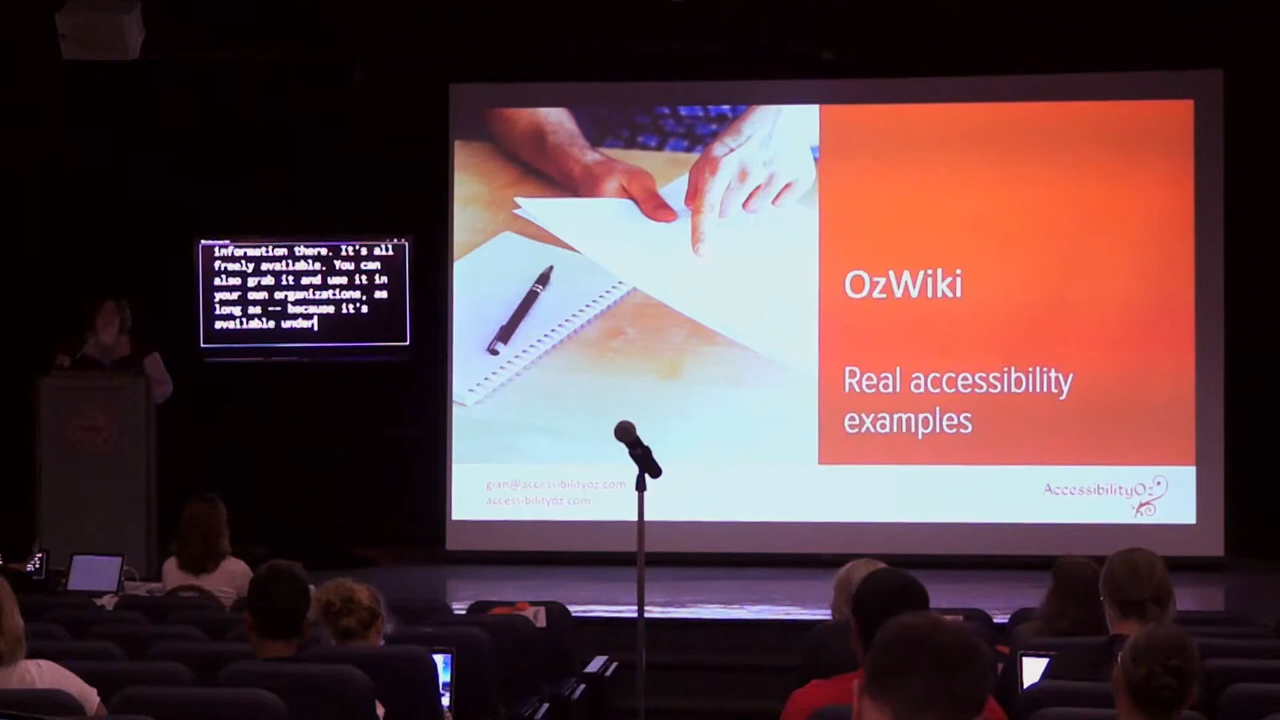 information there. It's all
freely available. You can
also grab it and use it in
your own organizations, as
long as -- because it's
available under
OzWiki
Real accessibility
examples
gian@accessibilityoz.com
accessibilityoz.com
AccessibilityOz